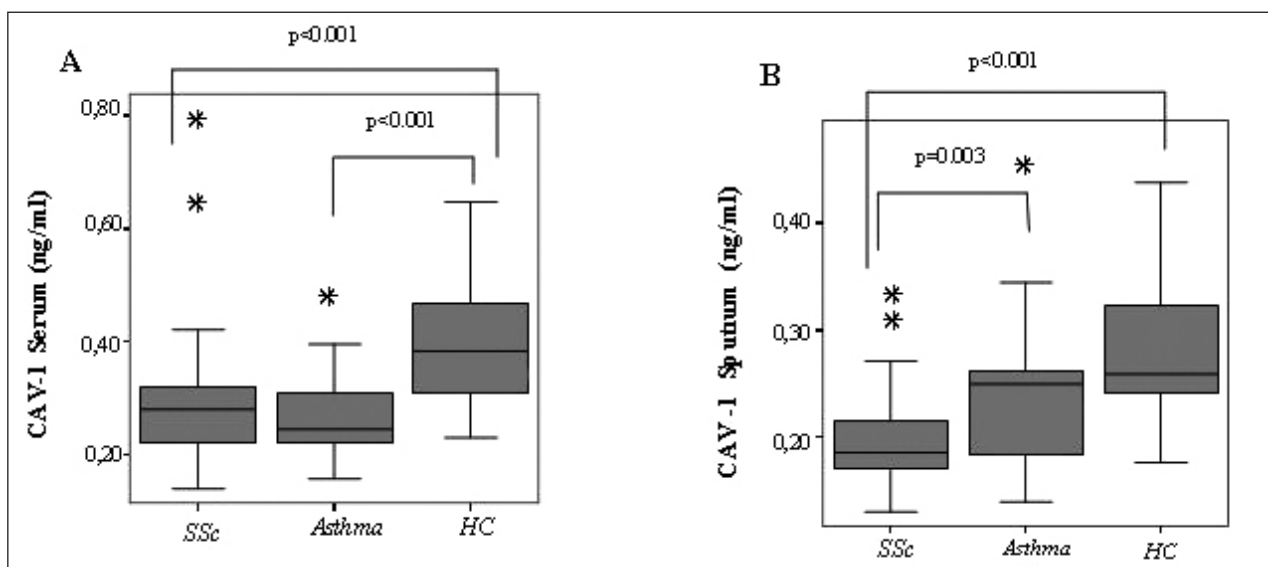 A
p<0.001
p<0.001
CAV-1 Serum (ng/ml)
0,80
0,60
0,40
0,20
SSc Asthma HC
B
p<0.001
p=0.003
CAV-1 Sputum (ng/ml)
0,40
0,30
0,20
SSc Asthma HC